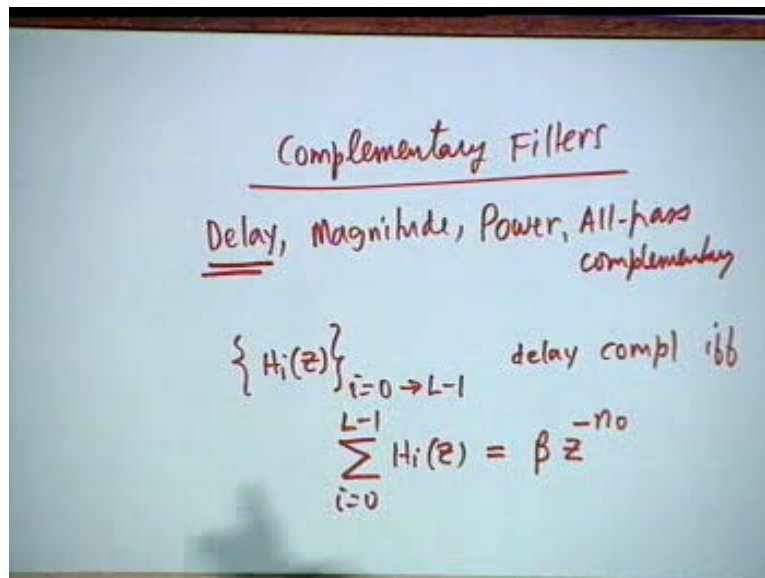 Complementary Filters
Delay, Magnitude, Power, All-pass
complementary
{Hi(z)}i=0→L-1 delay compl iff
L-1
∑ Hi(z) = β z^-n0
i=0